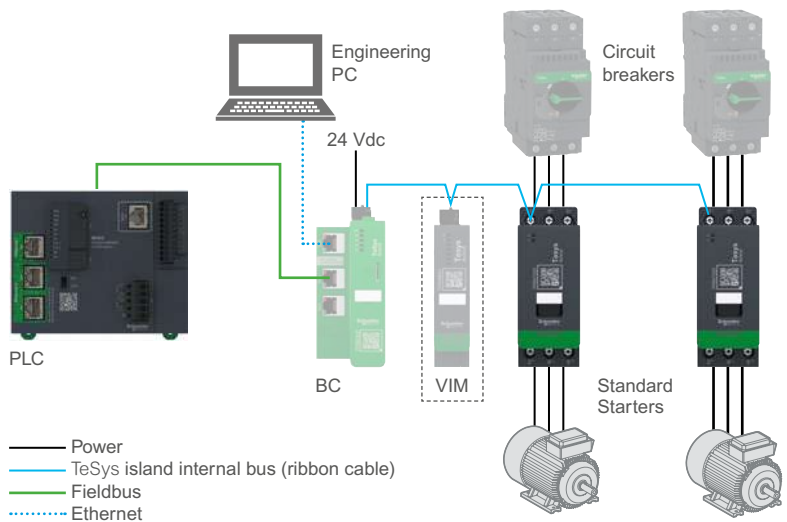 Engineering
PC
Circuit
breakers
24 Vdc
PLC
BC
VIM
Standard
Starters
Power
TeSys island internal bus (ribbon cable)
Fieldbus
Ethernet